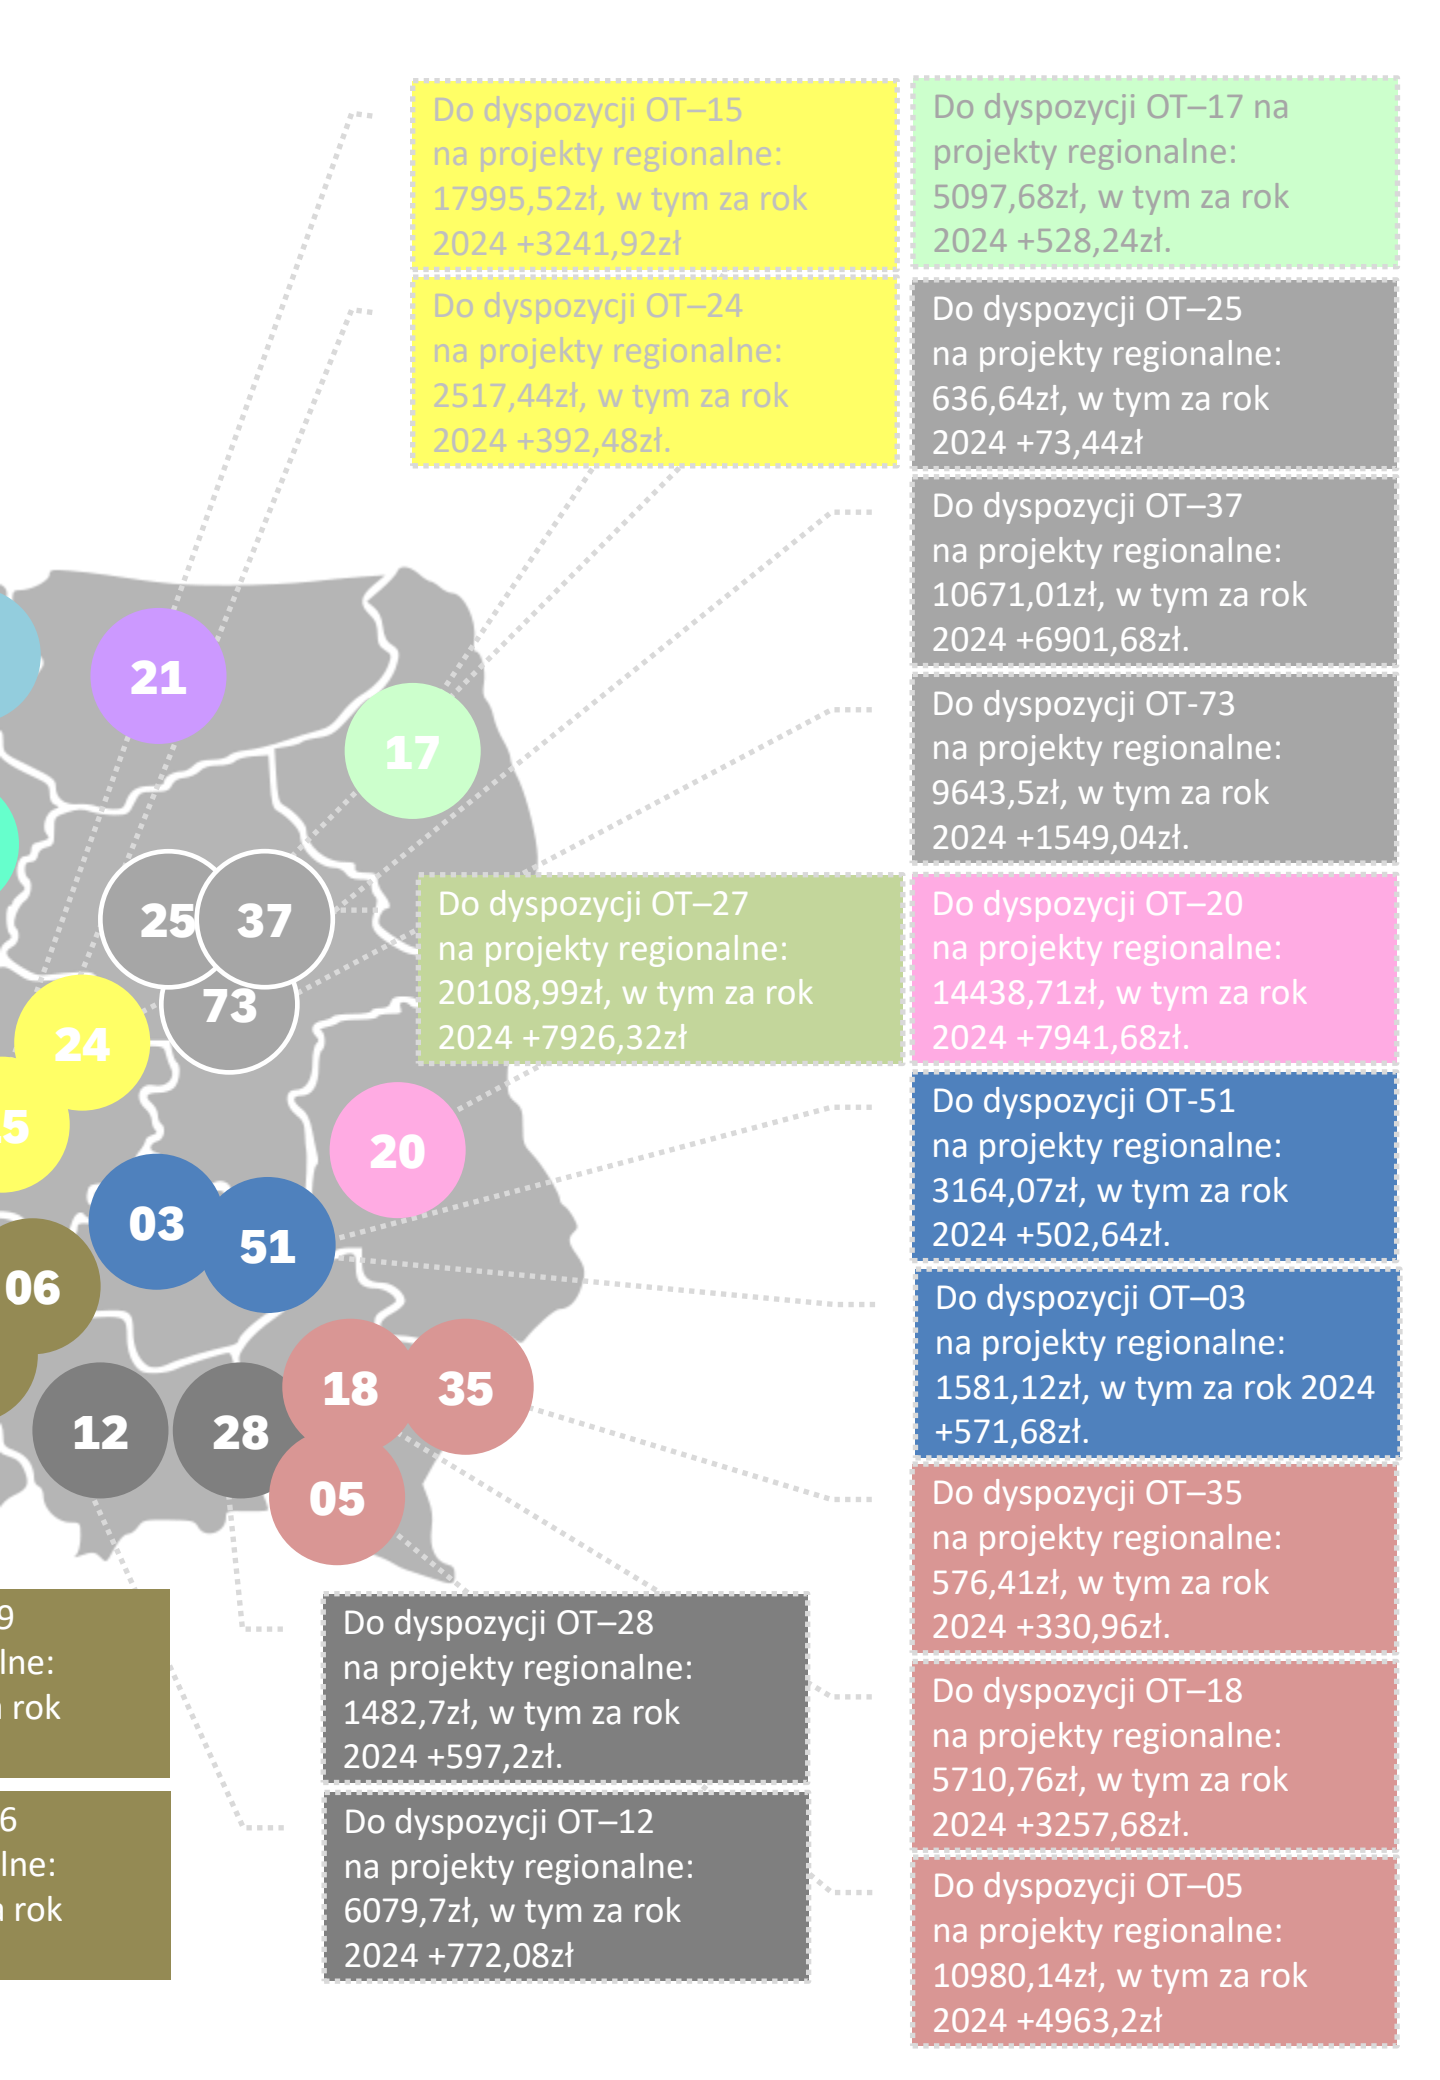 Do dyspozycji OT–15
na projekty regionalne:
17995,52zł, w tym za rok
2024 +3241,92zł
Do dyspozycji OT–17 na
projekty regionalne:
5097,68zł, w tym za rok
2024 +528,24zł.
Do dyspozycji OT–24
na projekty regionalne:
2517,44zł, w tym za rok
2024 +392,48zł.
Do dyspozycji OT–25
na projekty regionalne:
636,64zł, w tym za rok
2024 +73,44zł
Do dyspozycji OT–37
na projekty regionalne:
10671,01zł, w tym za rok
2024 +6901,68zł.
Do dyspozycji OT-73
na projekty regionalne:
9643,5zł, w tym za rok
2024 +1549,04zł.
Do dyspozycji OT–27
na projekty regionalne:
20108,99zł, w tym za rok
2024 +7926,32zł
Do dyspozycji OT–20
na projekty regionalne:
14438,71zł, w tym za rok
2024 +7941,68zł.
Do dyspozycji OT-51
na projekty regionalne:
3164,07zł, w tym za rok
2024 +502,64zł.
Do dyspozycji OT–03
na projekty regionalne:
1581,12zł, w tym za rok 2024
+571,68zł.
Do dyspozycji OT–35
na projekty regionalne:
576,41zł, w tym za rok
2024 +330,96zł.
Do dyspozycji OT–18
na projekty regionalne:
5710,76zł, w tym za rok
2024 +3257,68zł.
Do dyspozycji OT–05
na projekty regionalne:
10980,14zł, w tym za rok
2024 +4963,2zł
21
17
25
37
73
24
5
20
03
51
06
18
35
12
28
05
9
lne:
rok
6
lne:
rok
Do dyspozycji OT–28
na projekty regionalne:
1482,7zł, w tym za rok
2024 +597,2zł.
Do dyspozycji OT–12
na projekty regionalne:
6079,7zł, w tym za rok
2024 +772,08zł